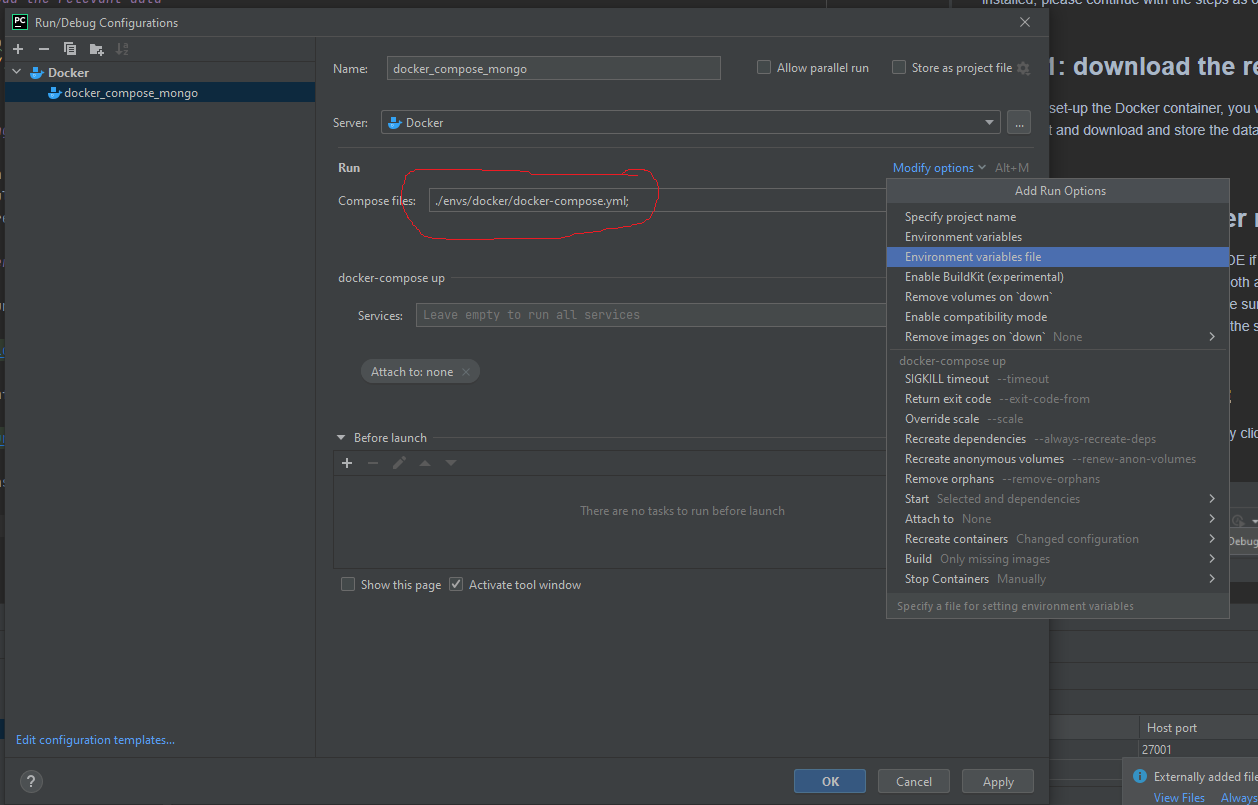 ad the relevant data
installed, please continue with the steps as o
PC Run/Debug Configurations
Docker
docker_compose_mongo
Name: docker_compose_mongo Allow parallel run Store as project file
1: download the re
set-up the Docker container, you w
Server: Docker ...
t and download and store the data
Run Modify options Alt+M
Compose files: ./envs/docker/docker-compose.yml;
Add Run Options
Specify project name
Environment variables
Environment variables file
Enable BuildKit (experimental)
Remove volumes on `down`
Enable compatibility mode
Remove images on `down` None
docker-compose up
SIGKILL timeout --timeout
Return exit code --exit-code-from
Override scale --scale
Recreate dependencies --always-recreate-deps
Recreate anonymous volumes --renew-anon-volumes
Remove orphans --remove-orphans
Start Selected and dependencies
Attach to None
Recreate containers Changed configuration
Build Only missing images
Stop Containers Manually
Specify a file for setting environment variables
er r
DE if
oth a
e sur
the s
y clic
Debug
docker-compose up
Services: Leave empty to run all services
Attach to: none
Before launch
There are no tasks to run before launch
Show this page Activate tool window
Edit configuration templates...
? OK Cancel Apply
Host port
27001
Externally added file
View Files Always